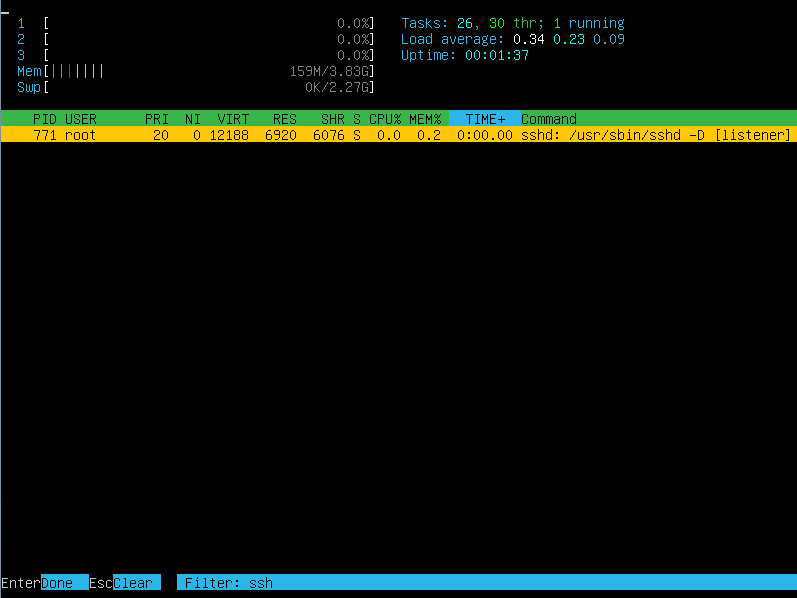 1  [                                    0.0%]   Tasks: 26, 30 thr; 1 running
2  [                                    0.0%]   Load average: 0.34 0.23 0.09
3  [                                    0.0%]   Uptime: 00:01:37
Mem[|||||||                       159M/3.83G]
Swp[                                0K/2.27G]
PID USER      PRI  NI  VIRT   RES   SHR S CPU% MEM%   TIME+  Command
771 root       20   0 12188  6920  6076 S  0.0  0.2  0:00.00 sshd: /usr/sbin/sshd -D [listener]
EnterDone  EscClear    Filter: ssh